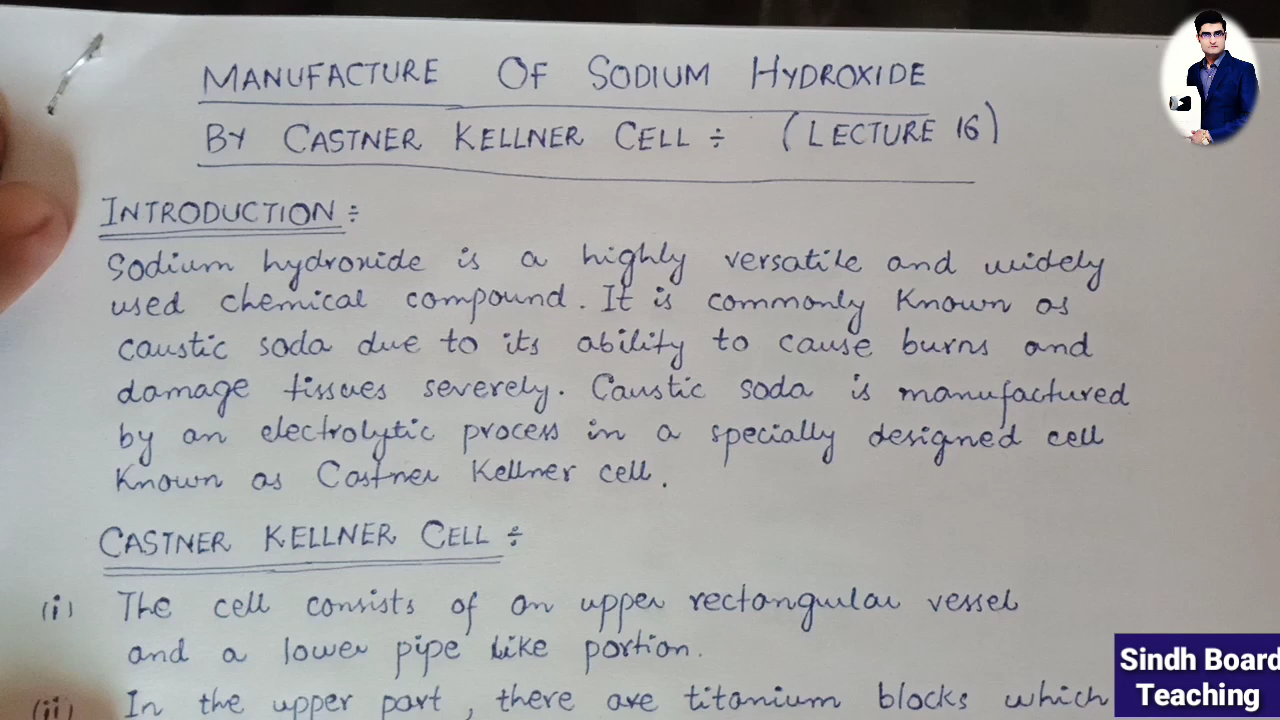 MANUFACTURE OF SODIUM HYDROXIDE
BY CASTNER KELLNER CELL ÷ (LECTURE 16)
INTRODUCTION ÷
Sodium hydroxide is a highly versatile and widely
used chemical compound. It is commonly known as
caustic soda due to its ability to cause burns and
damage tissues severely. Caustic soda is manufactured
by an electrolytic process in a specially designed cell
known as Castner Kellner cell.
CASTNER KELLNER CELL ÷
(i) The cell consists of an upper rectangular vessel
and a lower pipe like portion.
(ii) In the upper part, there are titanium blocks which
Sindh Board
Teaching